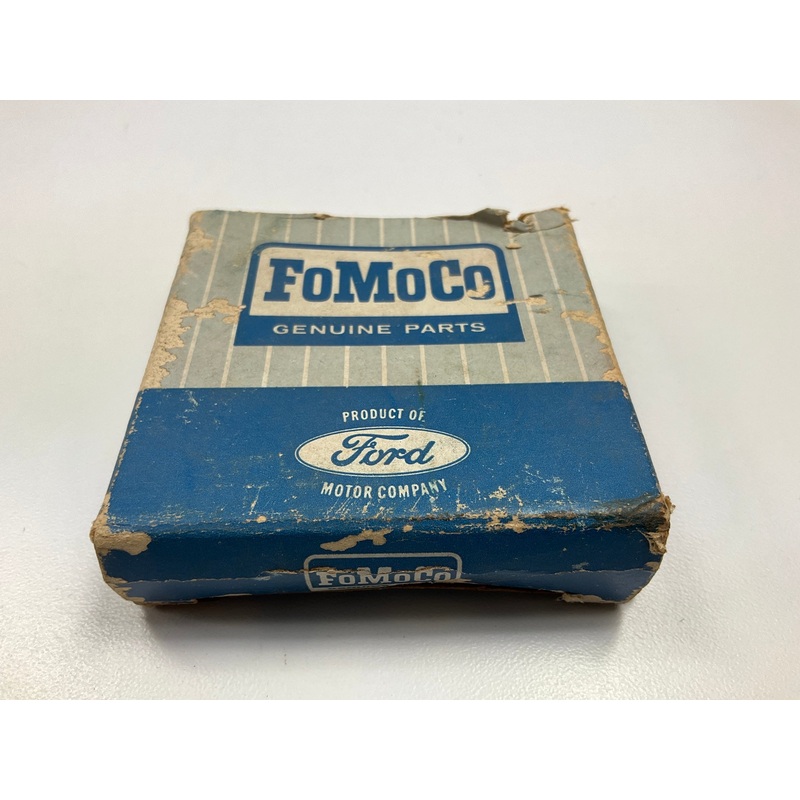 FoMoCo
GENUINE PARTS
PRODUCT OF
Ford
MOTOR COMPANY
FoMoCo